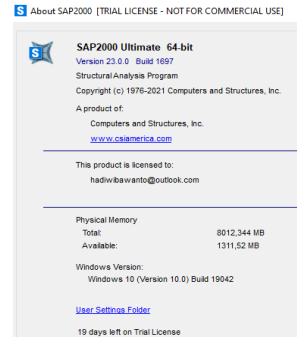 S About SAP2000 [TRIAL LICENSE - NOT FOR COMMERCIAL USE]
S
SAP2000 Ultimate 64-bit
Version 23.0.0 Build 1697
Structural Analysis Program
Copyright (c) 1976-2021 Computers and Structures, Inc.
A product of:
Computers and Structures, Inc.
www.csiamerica.com
This product is licensed to:
hadiwibawanto@outlook.com
Physical Memory
Total: 8012,344 MB
Available: 1311,52 MB
Windows Version:
Windows 10 (Version 10.0) Build 19042
User Settings Folder
19 days left on Trial License